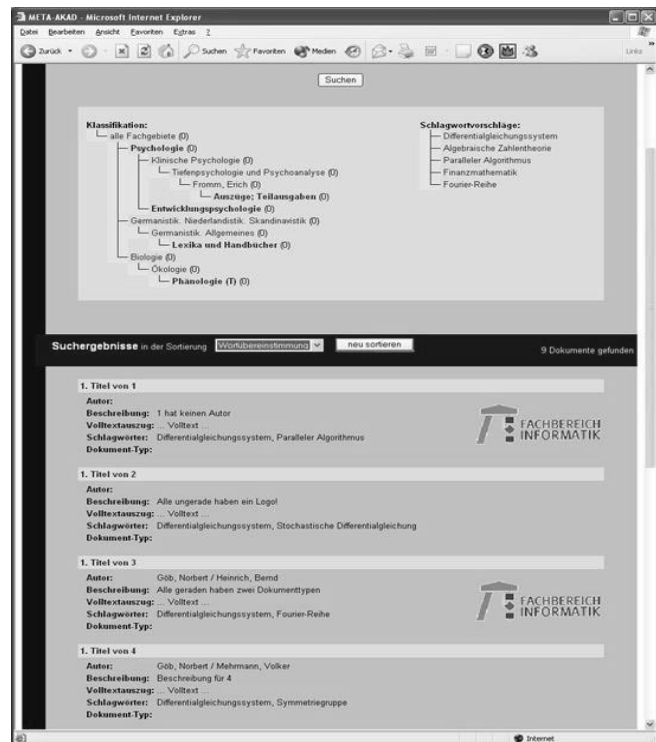 META-AKAD - Microsoft Internet Explorer
Datei Bearbeiten Ansicht Favoriten Extras ?
Zurück Suchen Favoriten Medien Links
Suchen
Klassifikation:
alle Fachgebiete (0)
Psychologie (0)
Klinische Psychologie (0)
Tiefenpsychologie und Psychoanalyse (0)
Fromm, Erich (0)
Auszüge; Teilausgaben (0)
Entwicklungspsychologie (0)
Germanistik. Niederlandistik. Skandinavistik (0)
Germanistik. Allgemeines (0)
Lexika und Handbücher (0)
Biologie (0)
Ökologie (0)
Phänologie (T) (0)
Schlagwortvorschläge:
Differentialgleichungssystem
Algebraische Zahlentheorie
Paralleler Algorithmus
Finanzmathematik
Fourier-Reihe
Suchergebnisse in der Sortierung Wortübereinstimmung neu sortieren 9 Dokumente gefunden
1. Titel von 1
Autor:
Beschreibung: 1 hat keinen Autor
Volltextauszug: ... Volltext ...
Schlagwörter: Differentialgleichungssystem, Paralleler Algorithmus
Dokument-Typ:
FACHBEREICH
INFORMATIK
1. Titel von 2
Autor:
Beschreibung: Alle ungerade haben ein Logo!
Volltextauszug: ... Volltext ...
Schlagwörter: Differentialgleichungssystem, Stochastische Differentialgleichung
Dokument-Typ:
1. Titel von 3
Autor: Göb, Norbert / Heinrich, Bernd
Beschreibung: Alle geraden haben zwei Dokumenttypen
Volltextauszug: ... Volltext ...
Schlagwörter: Differentialgleichungssystem, Fourier-Reihe
Dokument-Typ:
FACHBEREICH
INFORMATIK
1. Titel von 4
Autor: Göb, Norbert / Mehrmann, Volker
Beschreibung: Beschreibung für 4
Volltextauszug: ... Volltext ...
Schlagwörter: Differentialgleichungssystem, Symmetriegruppe
Dokument-Typ:
Internet